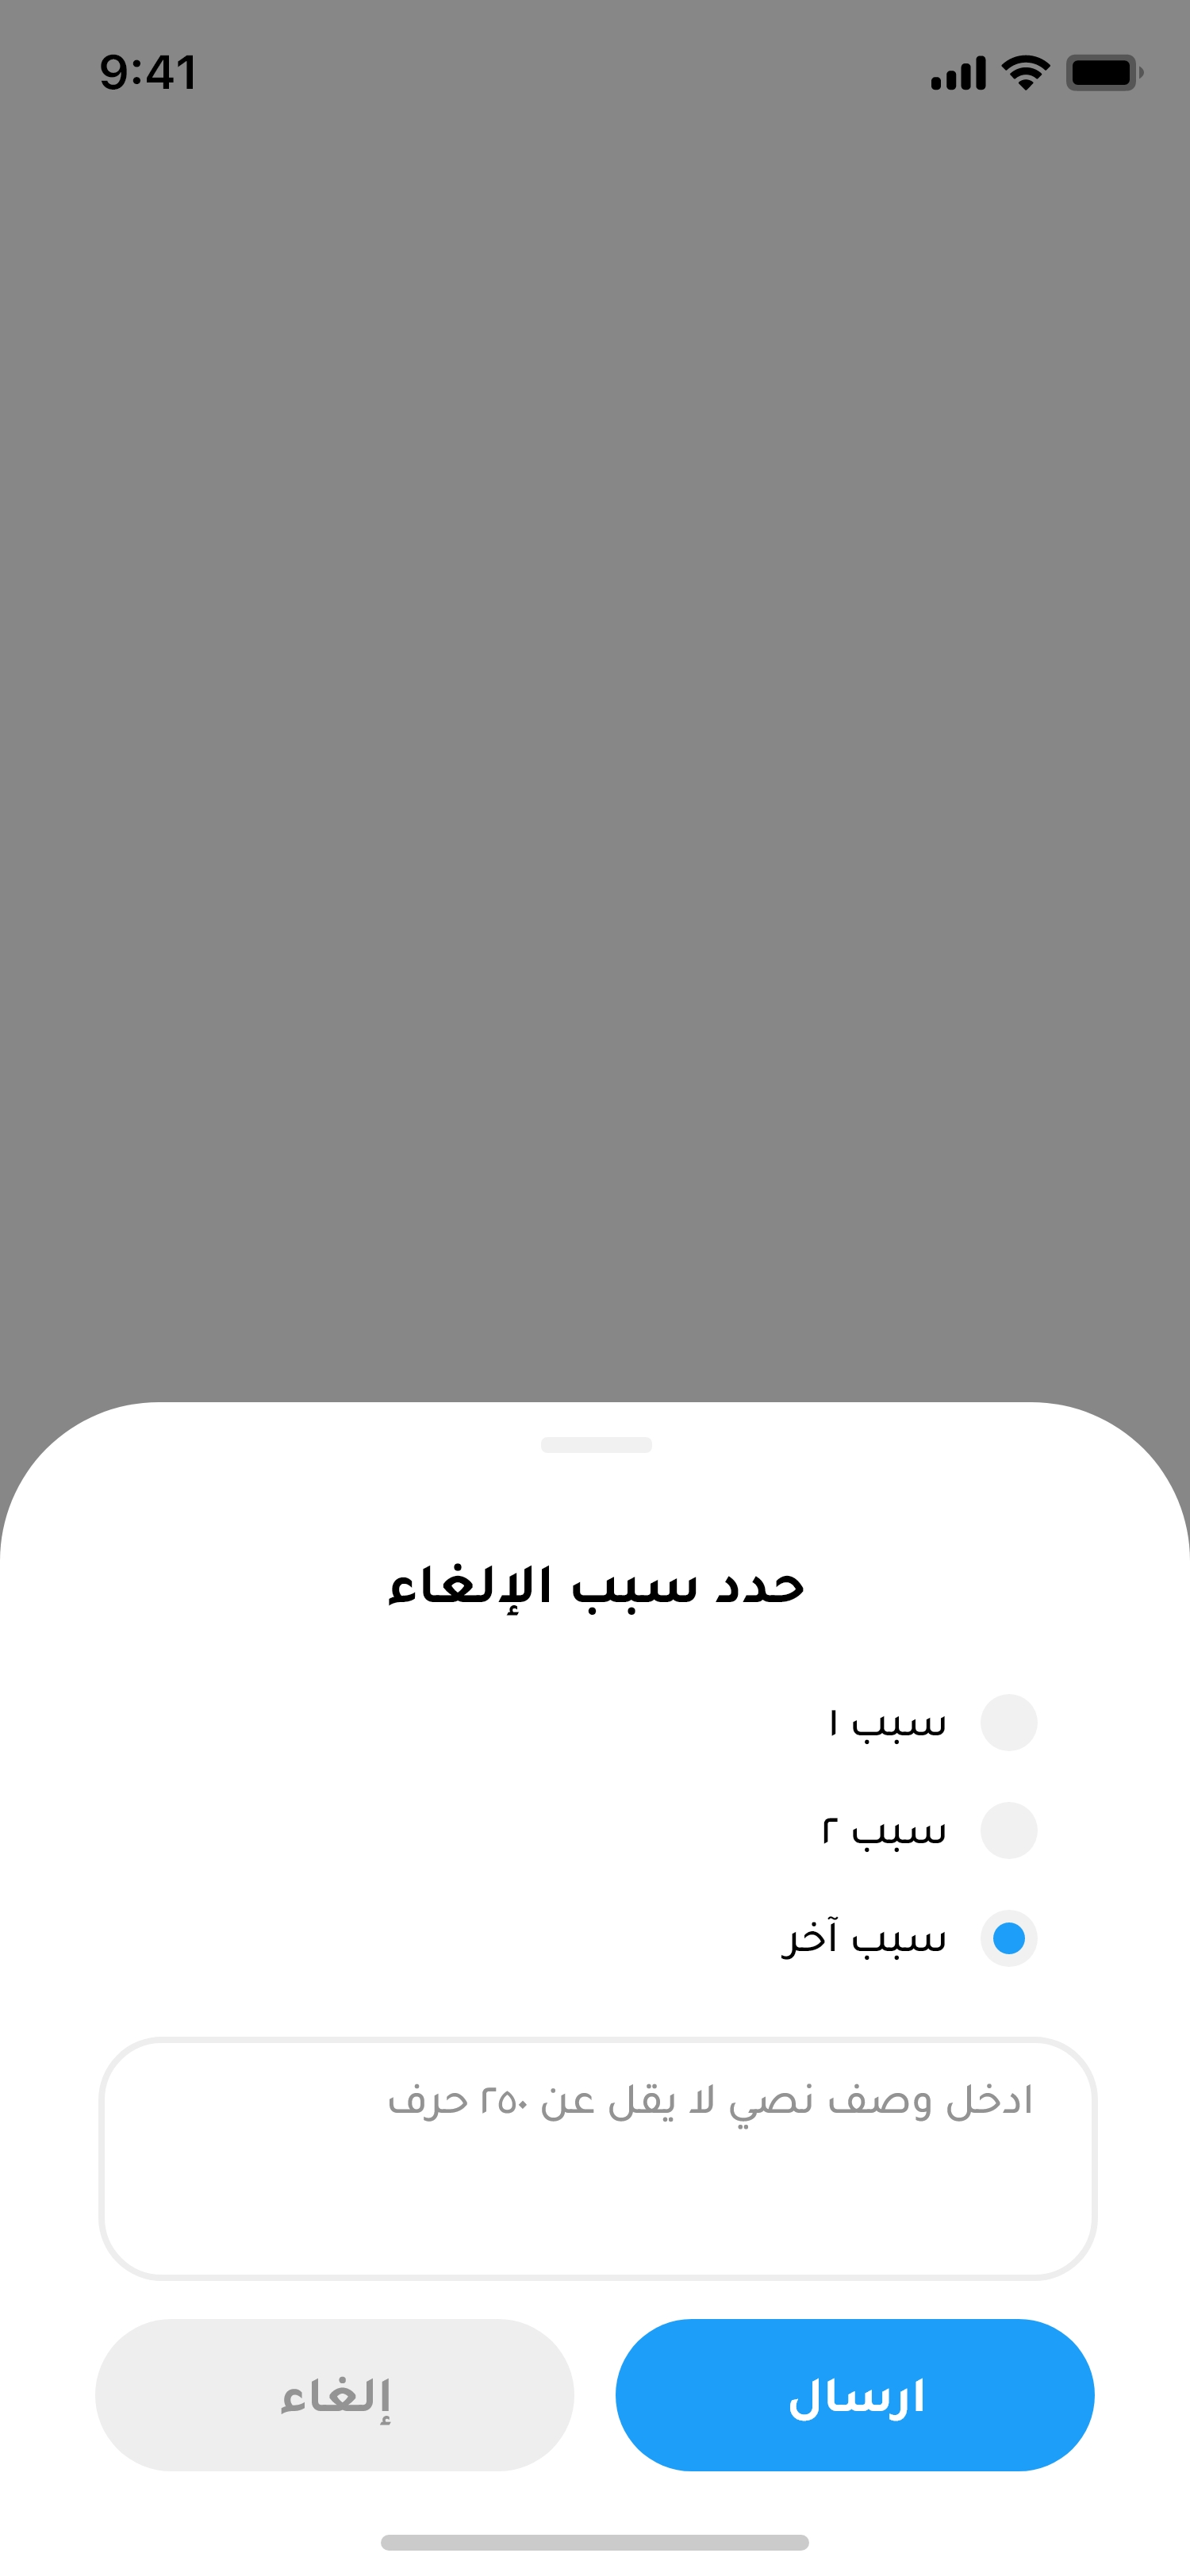 9:41
حدد سبب الإلغاء
سبب ١
سبب ٢
سبب آخر
ادخل وصف نصي لا يقل عن ٢٥٠ حرف
ارسال
إلغاء